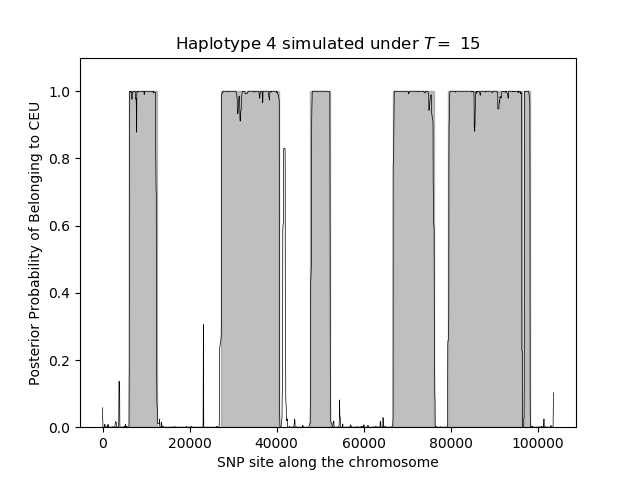 Haplotype 4 simulated under T = 15
Posterior Probability of Belonging to CEU
1.0
0.8
0.6
0.4
0.2
0.0
0 20000 40000 60000 80000 100000
SNP site along the chromosome